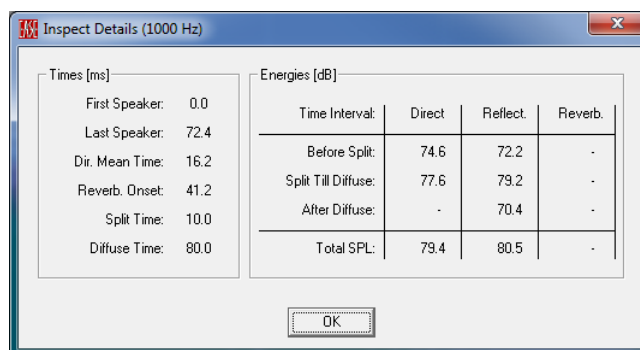 EASE Inspect Details (1000 Hz)
Times [ms]
First Speaker: 0.0
Last Speaker: 72.4
Dir. Mean Time: 16.2
Reverb. Onset: 41.2
Split Time: 10.0
Diffuse Time: 80.0
Energies [dB]
Time Interval: Direct Reflect. Reverb.
Before Split: 74.6 72.2 -
Split Till Diffuse: 77.6 79.2 -
After Diffuse: - 70.4 -
Total SPL: 79.4 80.5 -
OK